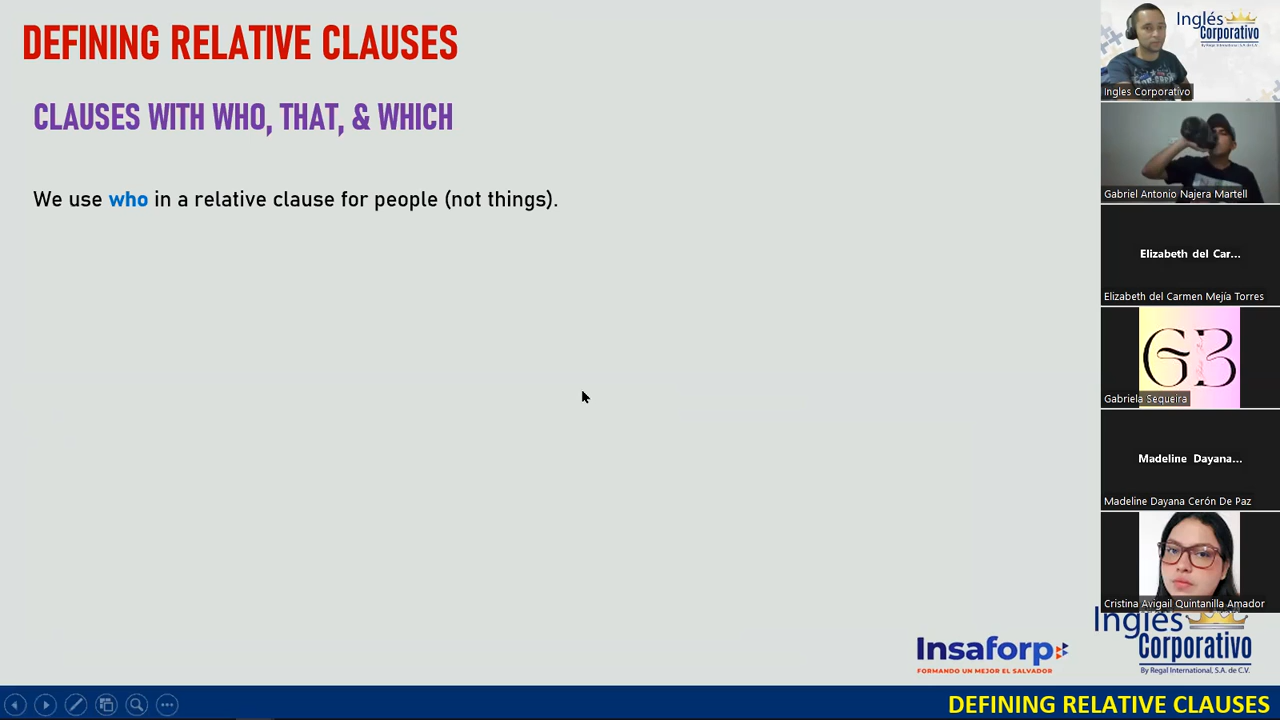 DEFINING RELATIVE CLAUSES
CLAUSES WITH WHO, THAT, & WHICH
We use who in a relative clause for people (not things).
Inglés
Corporativo
By Regal International, S.A. de C.V.
Ingles Corporativo
Gabriel Antonio Najera Martell
Elizabeth del Car...
Elizabeth del Carmen Mejía Torres
GB
Gabriela Sequeira
Madeline Dayana...
Madeline Dayana Cerón De Paz
Cristina Avigail Quintanilla Amador
Insaforp
FORMANDO UN MEJOR EL SALVADOR
Inglés
Corporativo
By Regal International, S.A. de C.V.
DEFINING RELATIVE CLAUSES